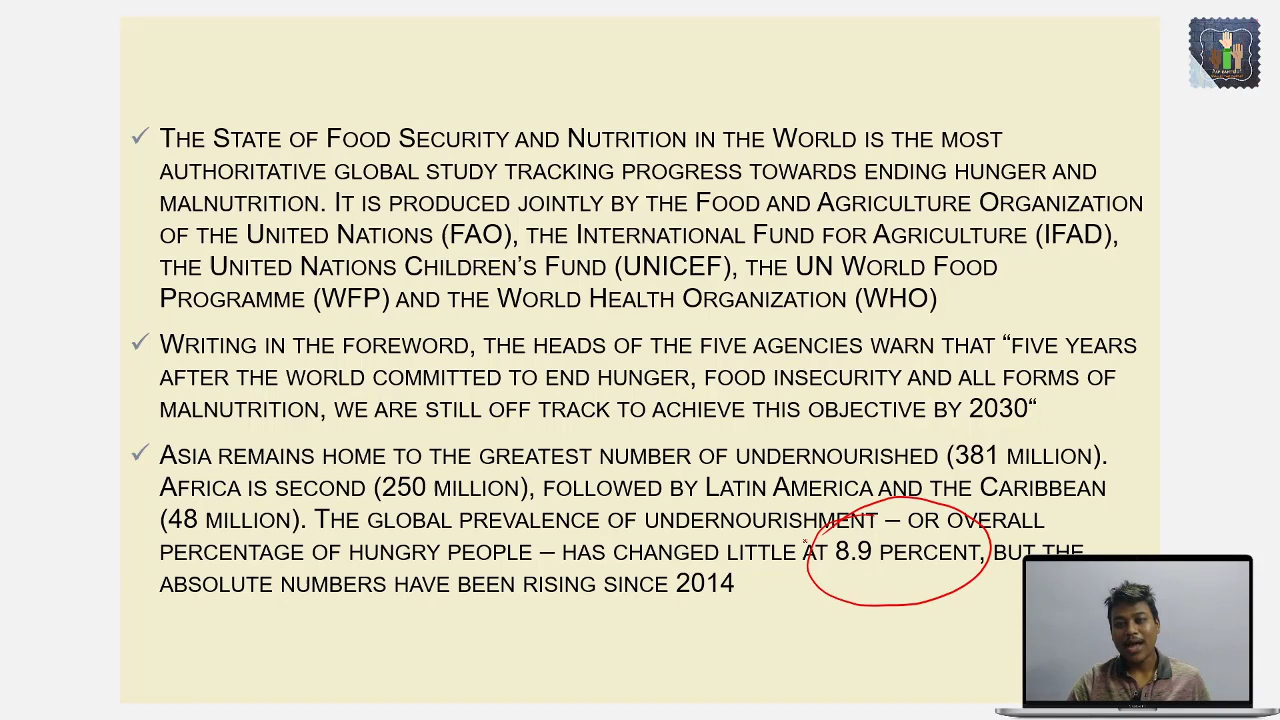 The State of Food Security and Nutrition in the World is the most
authoritative global study tracking progress towards ending hunger and
malnutrition. It is produced jointly by the Food and Agriculture Organization
of the United Nations (FAO), the International Fund for Agriculture (IFAD),
the United Nations Children’s Fund (UNICEF), the UN World Food
Programme (WFP) and the World Health Organization (WHO)
Writing in the foreword, the heads of the five agencies warn that “five years
after the world committed to end hunger, food insecurity and all forms of
malnutrition, we are still off track to achieve this objective by 2030“
Asia remains home to the greatest number of undernourished (381 million).
Africa is second (250 million), followed by Latin America and the Caribbean
(48 million). The global prevalence of undernourishment – or overall
percentage of hungry people – has changed little at 8.9 percent, but the
absolute numbers have been rising since 2014